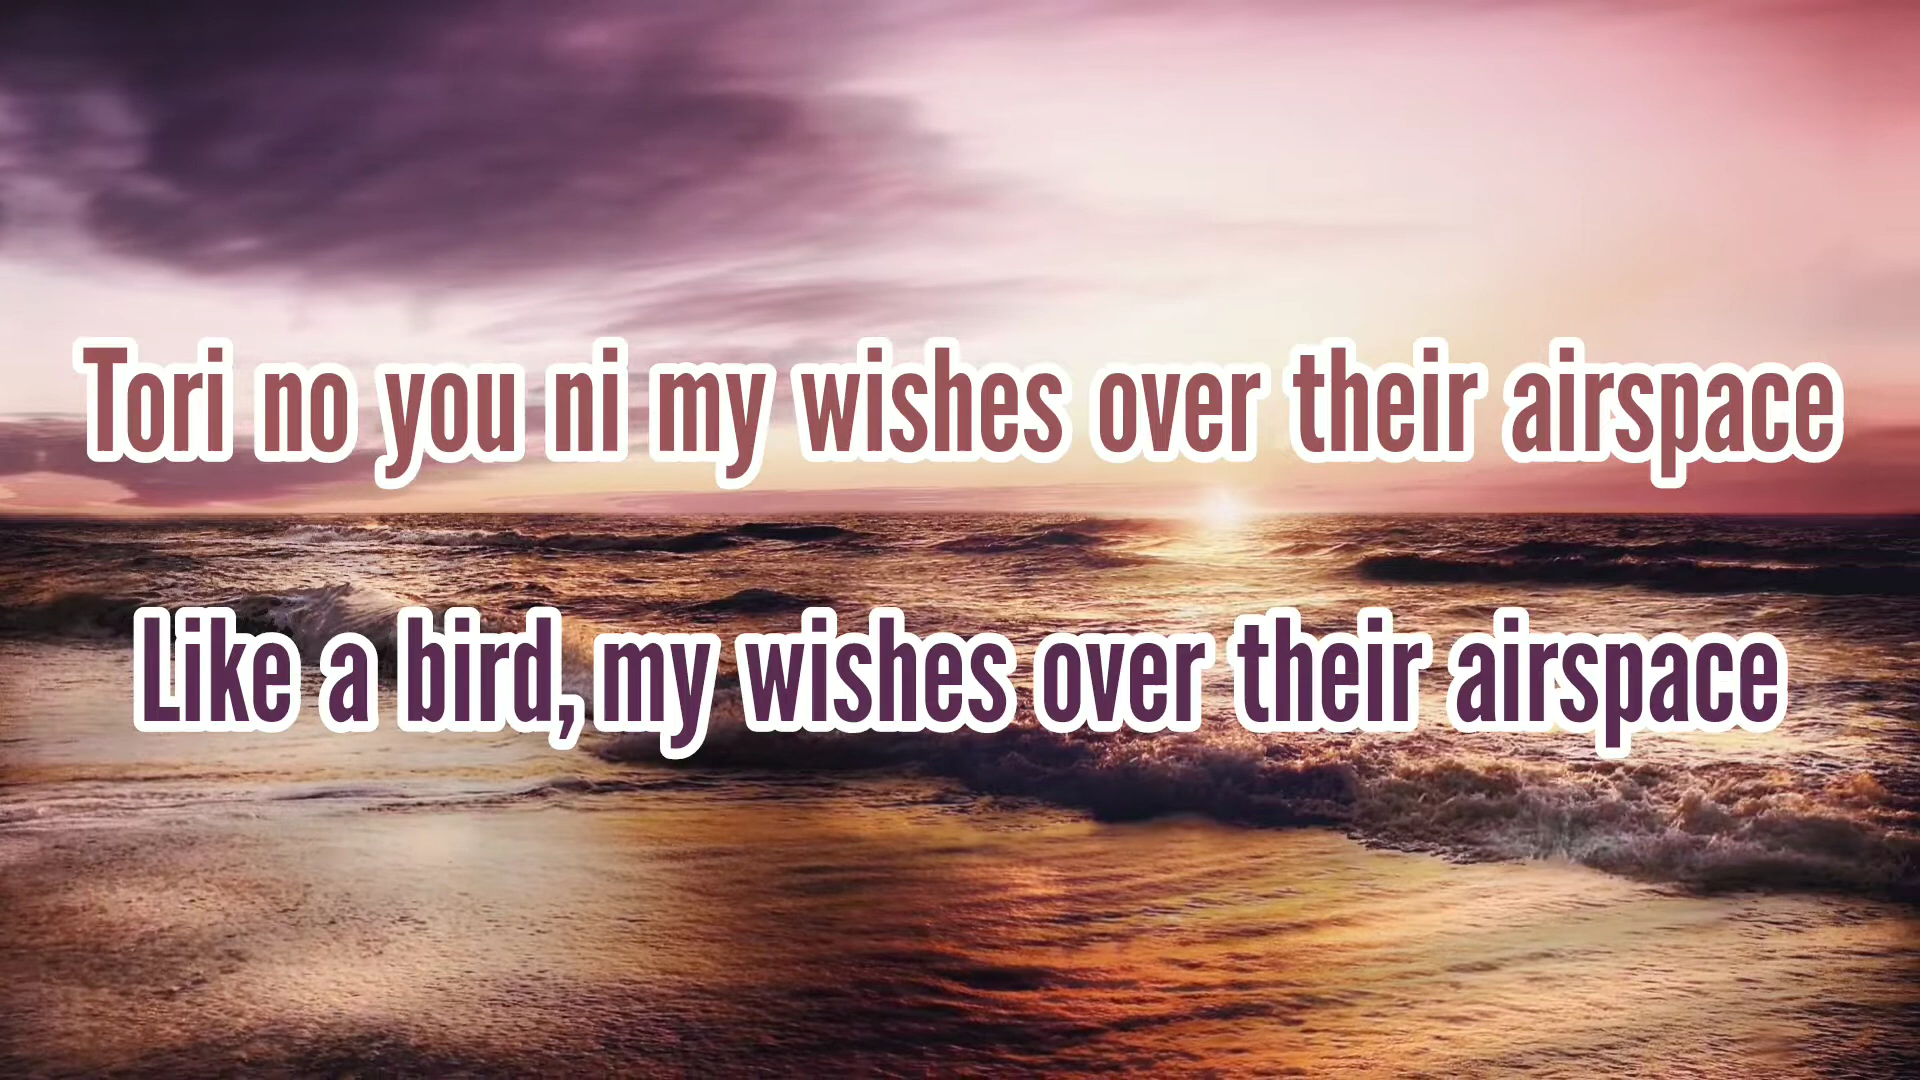 Tori no you ni my wishes over their airspace
Like a bird, my wishes over their airspace